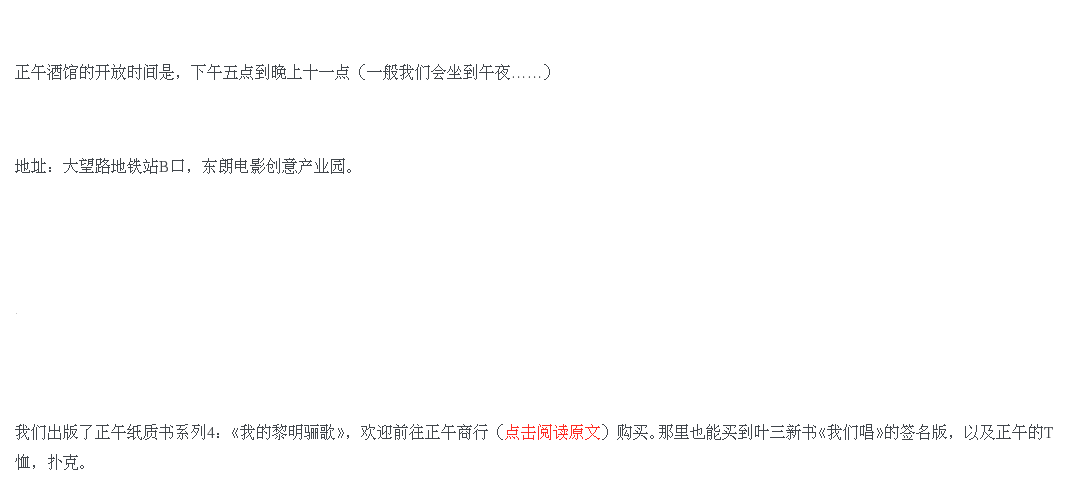 正午酒馆的开放时间是，下午五点到晚上十一点（一般我们会坐到午夜……）
地址：大望路地铁站B口，东朗电影创意产业园。
我们出版了正午纸质书系列4：《我的黎明骊歌》，欢迎前往正午商行（点击阅读原文）购买。那里也能买到叶三新书《我们唱》的签名版，以及正午的T
恤，扑克。